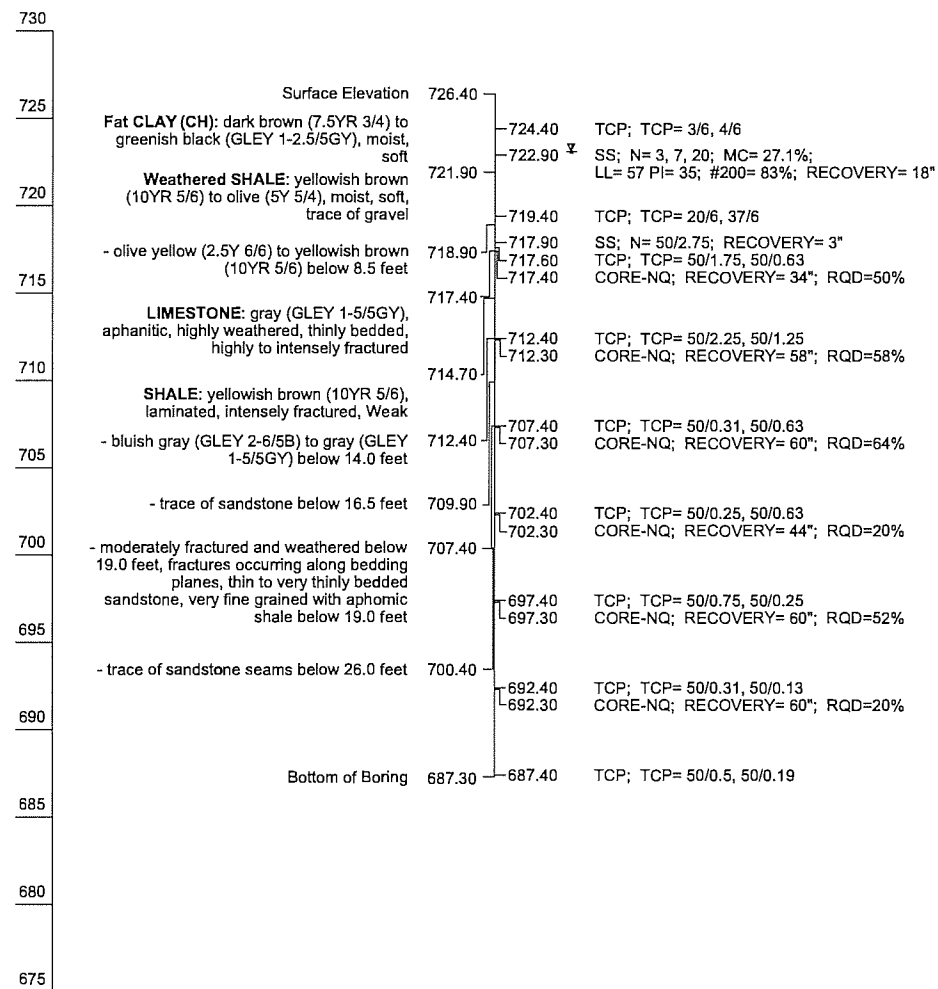 730
725
720
715
710
705
700
695
690
685
680
675
Surface Elevation 726.40
Fat CLAY (CH): dark brown (7.5YR 3/4) to
greenish black (GLEY 1-2.5/5GY), moist,
soft
Weathered SHALE: yellowish brown
(10YR 5/6) to olive (5Y 5/4), moist, soft,
trace of gravel
- olive yellow (2.5Y 6/6) to yellowish brown 718.90
(10YR 5/6) below 8.5 feet
717.40
LIMESTONE: gray (GLEY 1-5/5GY),
aphanitic, highly weathered, thinly bedded,
highly to intensely fractured
714.70
SHALE: yellowish brown (10YR 5/6),
laminated, intensely fractured, Weak
- bluish gray (GLEY 2-6/5B) to gray (GLEY 712.40
1-5/5GY) below 14.0 feet
- trace of sandstone below 16.5 feet 709.90
- moderately fractured and weathered below 707.40
19.0 feet, fractures occurring along bedding
planes, thin to very thinly bedded
sandstone, very fine grained with aphomic
shale below 19.0 feet
- trace of sandstone seams below 26.0 feet 700.40
Bottom of Boring 687.30
724.40 TCP; TCP= 3/6, 4/6
722.90 SS; N= 3, 7, 20; MC= 27.1%;
721.90 LL= 57 PI= 35; #200= 83%; RECOVERY= 18"
719.40 TCP; TCP= 20/6, 37/6
717.90 SS; N= 50/2.75; RECOVERY= 3"
717.60 TCP; TCP= 50/1.75, 50/0.63
717.40 CORE-NQ; RECOVERY= 34"; RQD=50%
712.40 TCP; TCP= 50/2.25, 50/1.25
712.30 CORE-NQ; RECOVERY= 58"; RQD=58%
707.40 TCP; TCP= 50/0.31, 50/0.63
707.30 CORE-NQ; RECOVERY= 60"; RQD=64%
702.40 TCP; TCP= 50/0.25, 50/0.63
702.30 CORE-NQ; RECOVERY= 44"; RQD=20%
697.40 TCP; TCP= 50/0.75, 50/0.25
697.30 CORE-NQ; RECOVERY= 60"; RQD=52%
692.40 TCP; TCP= 50/0.31, 50/0.13
692.30 CORE-NQ; RECOVERY= 60"; RQD=20%
687.40 TCP; TCP= 50/0.5, 50/0.19